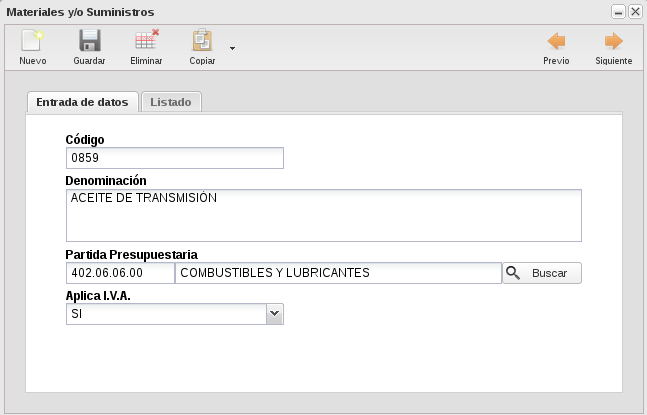 Materiales y/o Suministros
Nuevo Guardar Eliminar Copiar Previo Siguiente
Entrada de datos Listado
Código
0859
Denominación
ACEITE DE TRANSMISIÓN
Partida Presupuestaria
402.06.06.00 COMBUSTIBLES Y LUBRICANTES Buscar
Aplica I.V.A.
SI